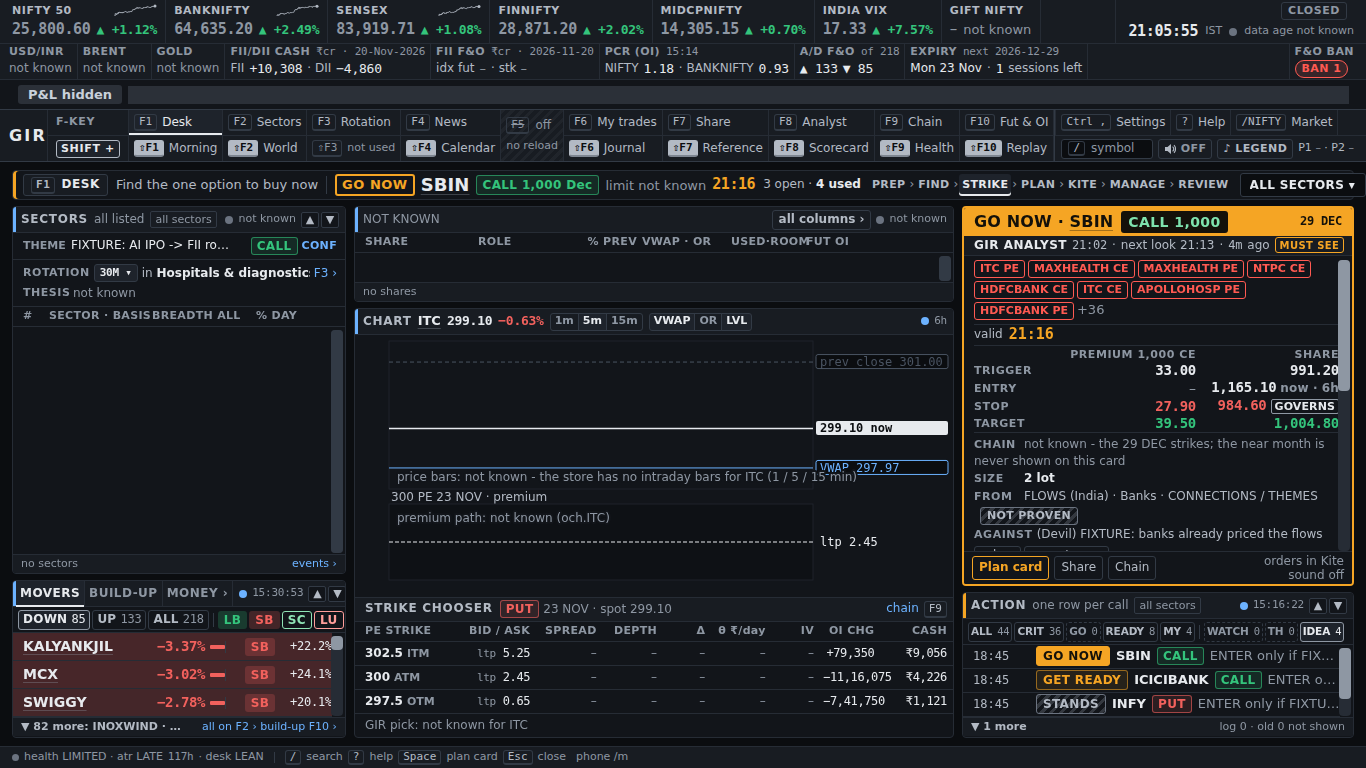 NIFTY 50 BANKNIFTY SENSEX FINNIFTY MIDCPNIFTY INDIA VIX GIFT NIFTY CLOSED
25,800.60 ▲ +1.12% 64,635.20 ▲ +2.49% 83,919.71 ▲ +1.08% 28,871.20 ▲ +2.02% 14,305.15 ▲ +0.70% 17.33 ▲ +7.57% – not known 21:05:55 IST data age not known
USD/INR BRENT GOLD FII/DII CASH ₹cr · 20-Nov-2026 FII F&O ₹cr · 2026-11-20 PCR (OI) 15:14 A/D F&O of 218 EXPIRY next 2026-12-29 F&O BAN
not known not known not known FII +10,308 · DII −4,860 idx fut – · stk – NIFTY 1.18 · BANKNIFTY 0.93 ▲ 133 ▼ 85 Mon 23 Nov · 1 sessions left BAN 1
P&L hidden
GIR F-KEY F1 Desk F2 Sectors F3 Rotation F4 News F5 off F6 My trades F7 Share F8 Analyst F9 Chain F10 Fut & OI Ctrl , Settings ? Help /NIFTY Market
SHIFT + ⇧F1 Morning ⇧F2 World ⇧F3 not used ⇧F4 Calendar no reload ⇧F6 Journal ⇧F7 Reference ⇧F8 Scorecard ⇧F9 Health ⇧F10 Replay / symbol OFF ♪ LEGEND P1 – · P2 –
F1 DESK Find the one option to buy now GO NOW SBIN CALL 1,000 Dec limit not known 21:16 3 open · 4 used PREP › FIND › STRIKE › PLAN › KITE › MANAGE › REVIEW ALL SECTORS ▾
SECTORS all listed all sectors not known ▲ ▼
THEME FIXTURE: AI IPO -> FII ro… CALL CONF
ROTATION 30M ▾ in Hospitals & diagnostic: F3 ›
THESIS not known
# SECTOR · BASIS BREADTH ALL % DAY
no sectors events ›
MOVERS BUILD-UP MONEY › 15:30:53 ▲ ▼
DOWN 85 UP 133 ALL 218 LB SB SC LU
KALYANKJIL −3.37% SB +22.2%
MCX −3.02% SB +24.1%
SWIGGY −2.78% SB +20.1%
▼ 82 more: INOXWIND · … all on F2 › build-up F10 ›
NOT KNOWN all columns › not known
SHARE ROLE % PREV VWAP · OR USED·ROOM FUT OI
no shares
CHART ITC 299.10 −0.63% 1m 5m 15m VWAP OR LVL 6h
prev close 301.00
299.10 now
VWAP 297.97
price bars: not known - the store has no intraday bars for ITC (1 / 5 / 15 min)
300 PE 23 NOV · premium
premium path: not known (och.ITC)
ltp 2.45
STRIKE CHOOSER PUT 23 NOV · spot 299.10 chain F9
PE STRIKE BID / ASK SPREAD DEPTH Δ θ ₹/day IV OI CHG CASH
302.5 ITM ltp 5.25 – – – – – +79,350 ₹9,056
300 ATM ltp 2.45 – – – – – −11,16,075 ₹4,226
297.5 OTM ltp 0.65 – – – – – −7,41,750 ₹1,121
GIR pick: not known for ITC
GO NOW · SBIN CALL 1,000 29 DEC
GIR ANALYST 21:02 · next look 21:13 · 4m ago MUST SEE
ITC PE MAXHEALTH CE MAXHEALTH PE NTPC CE
HDFCBANK CE ITC CE APOLLOHOSP PE
HDFCBANK PE +36
valid 21:16
PREMIUM 1,000 CE SHARE
TRIGGER 33.00 991.20
ENTRY – 1,165.10 now · 6h
STOP 27.90 984.60 GOVERNS
TARGET 39.50 1,004.80
CHAIN not known - the 29 DEC strikes; the near month is
never shown on this card
SIZE 2 lot
FROM FLOWS (India) · Banks · CONNECTIONS / THEMES
NOT PROVEN
AGAINST (Devil) FIXTURE: banks already priced the flows
Plan card Share Chain orders in Kite
sound off
ACTION one row per call all sectors 15:16:22 ▲ ▼
ALL 44 CRIT 36 GO 0 READY 8 MY 4 WATCH 0 TH 0 IDEA 4
18:45 GO NOW SBIN CALL ENTER only if FIX…
18:45 GET READY ICICIBANK CALL ENTER o…
18:45 STANDS INFY PUT ENTER only if FIXTU…
▼ 1 more log 0 · old 0 not shown
health LIMITED · atr LATE 117h · desk LEAN / search ? help Space plan card Esc close phone /m